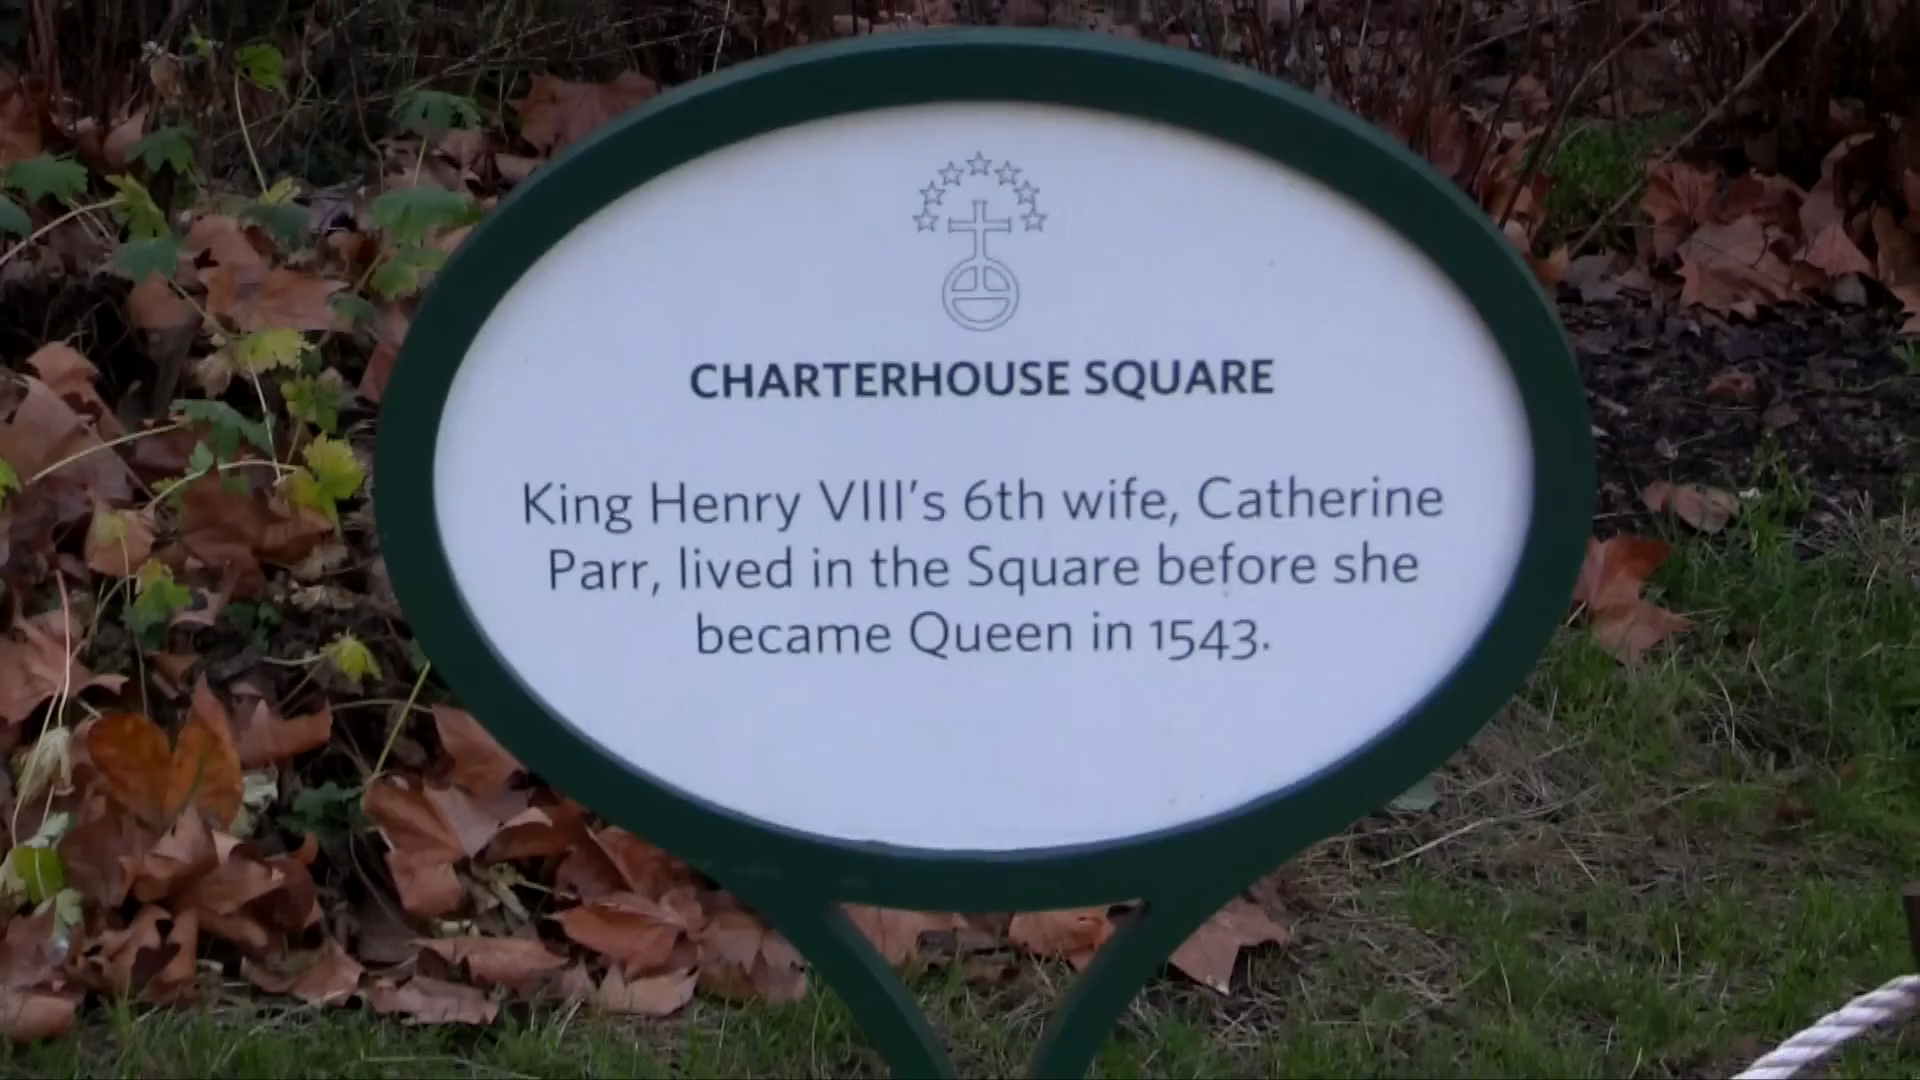 CHARTERHOUSE SQUARE
King Henry VIII's 6th wife, Catherine
Parr, lived in the Square before she
became Queen in 1543.